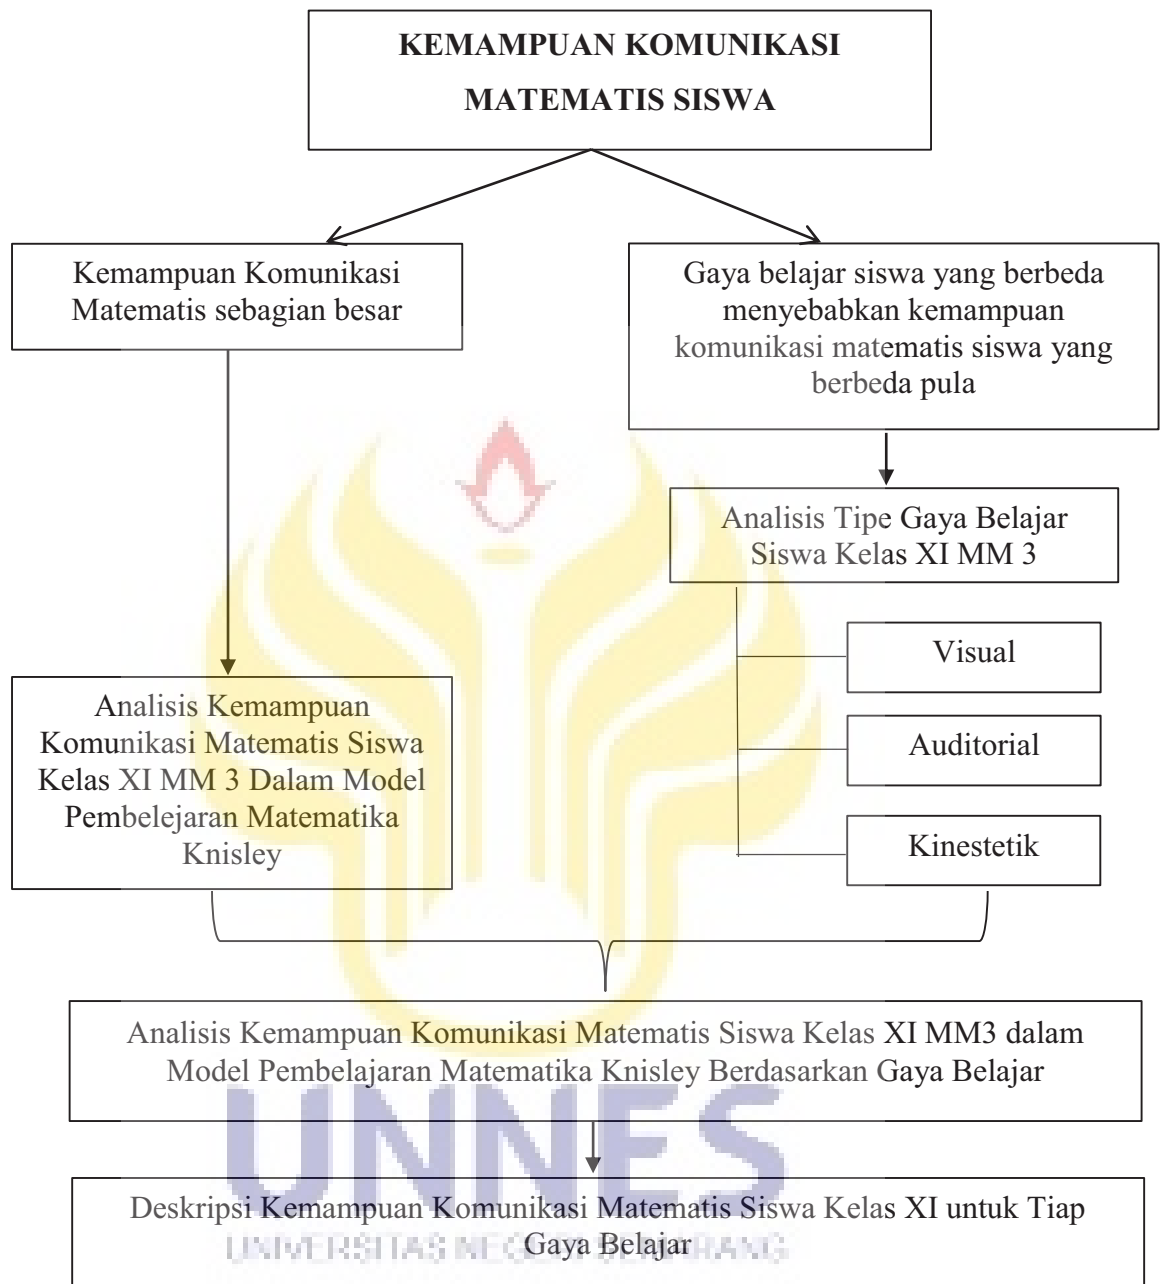 KEMAMPUAN KOMUNIKASI
MATEMATIS SISWA
Kemampuan Komunikasi
Matematis sebagian besar
Gaya belajar siswa yang berbeda
menyebabkan kemampuan
komunikasi matematis siswa yang
berbeda pula
Analisis Tipe Gaya Belajar
Siswa Kelas XI MM 3
Visual
Auditorial
Kinestetik
Analisis Kemampuan
Komunikasi Matematis Siswa
Kelas XI MM 3 Dalam Model
Pembelejaran Matematika
Knisley
Analisis Kemampuan Komunikasi Matematis Siswa Kelas XI MM3 dalam
Model Pembelajaran Matematika Knisley Berdasarkan Gaya Belajar
UNNES
Deskripsi Kemampuan Komunikasi Matematis Siswa Kelas XI untuk Tiap
Gaya Belajar
UNIVERSITAS NEGERI SEMARANG